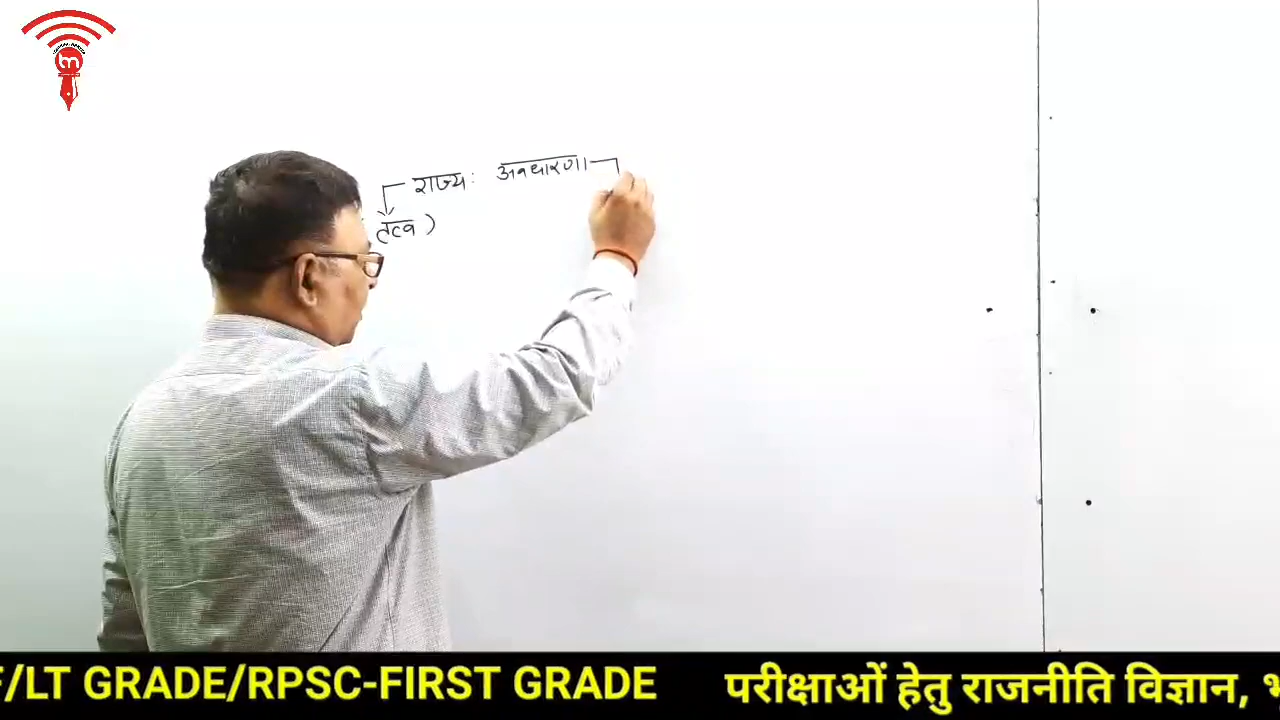 राज्य: अवधारणा
तत्व)
F/LT GRADE/RPSC-FIRST GRADE परीक्षाओं हेतु राजनीति विज्ञान, भ